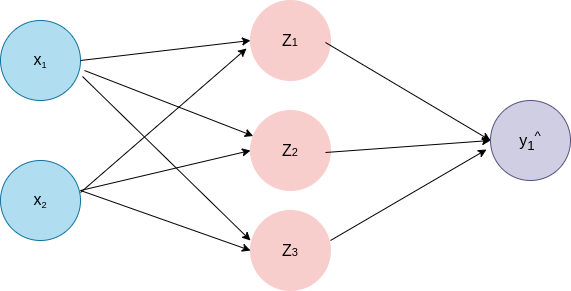 x₁
Z₁
Z₂
y₁^
x₂
Z₃